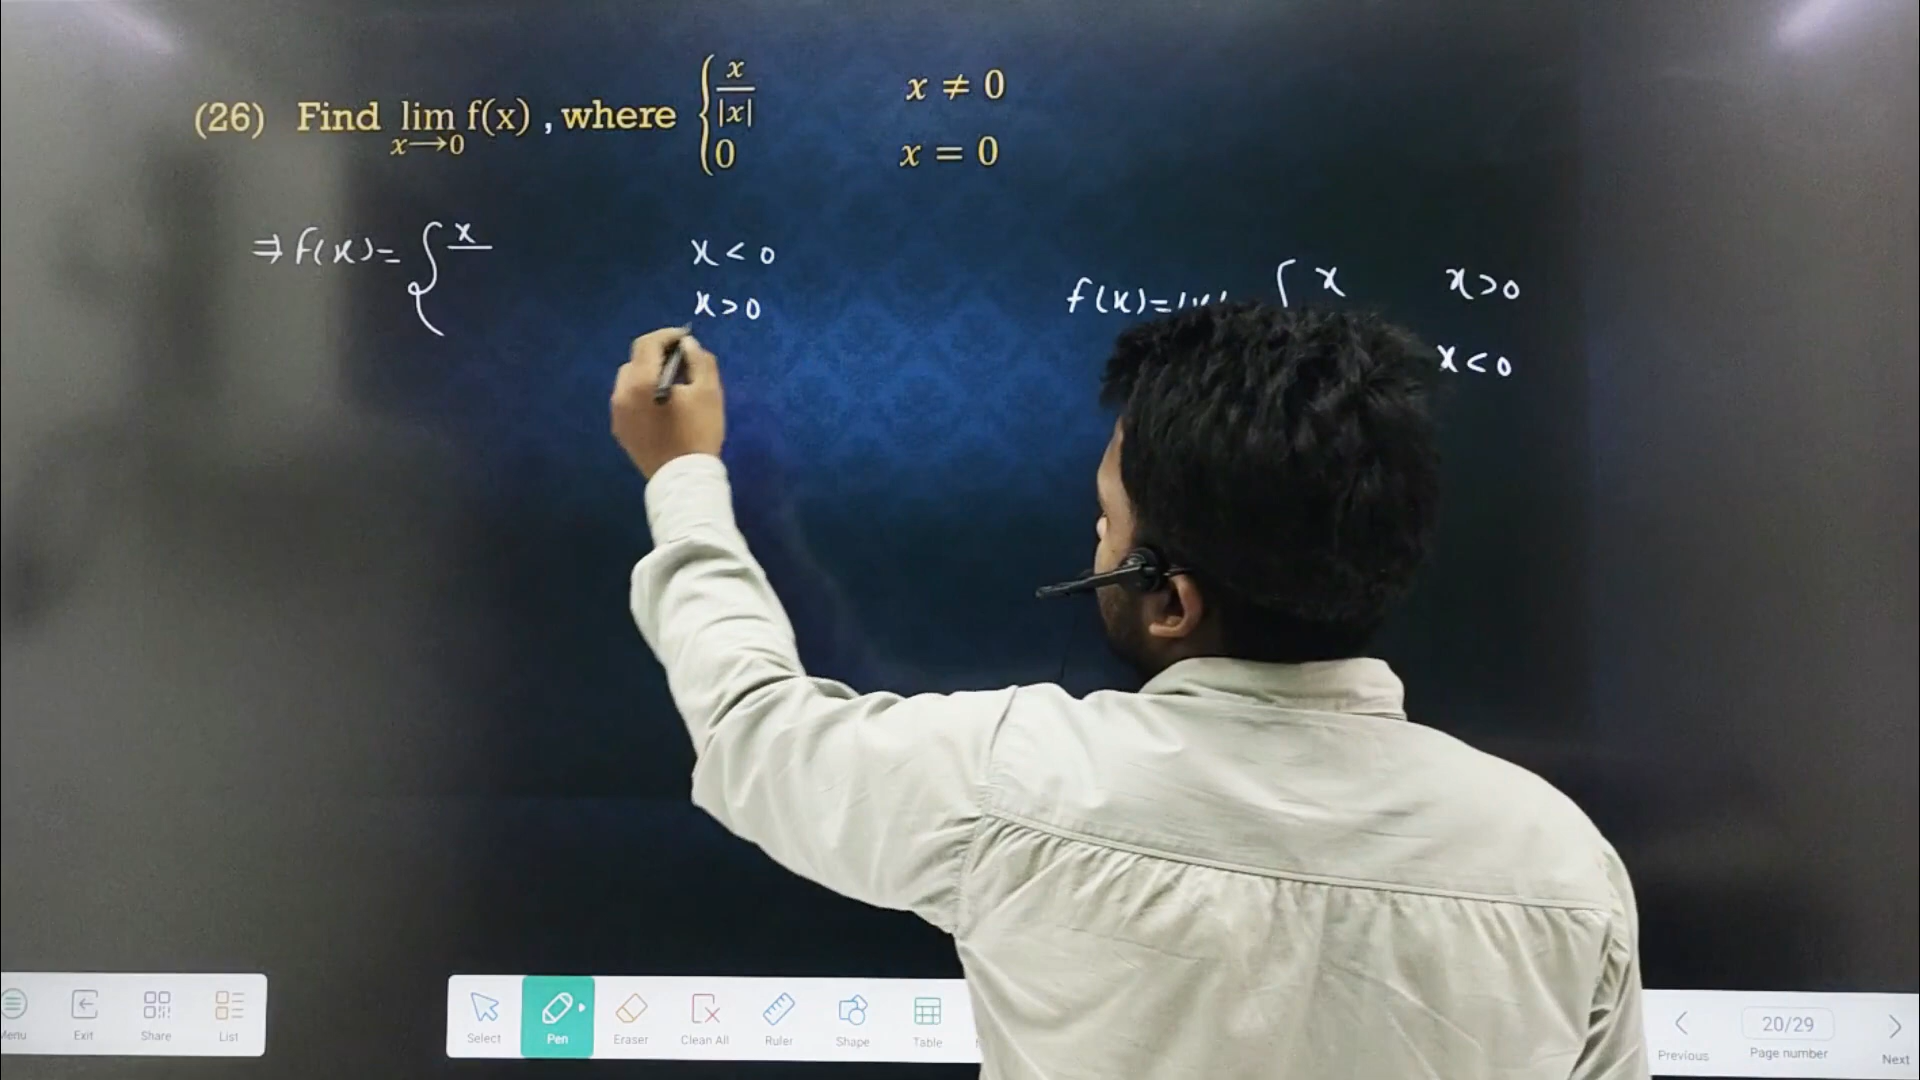 (26) Find lim x→0 f(x) , where { x/|x| x ≠ 0
0 x = 0
⇒ f(x) = { x x < 0
x > 0
f(x) = |x| { x x > 0
x < 0
Menu Exit Share List
Select Pen Eraser Clean All Ruler Shape Table
Previous 20/29 Page number Next